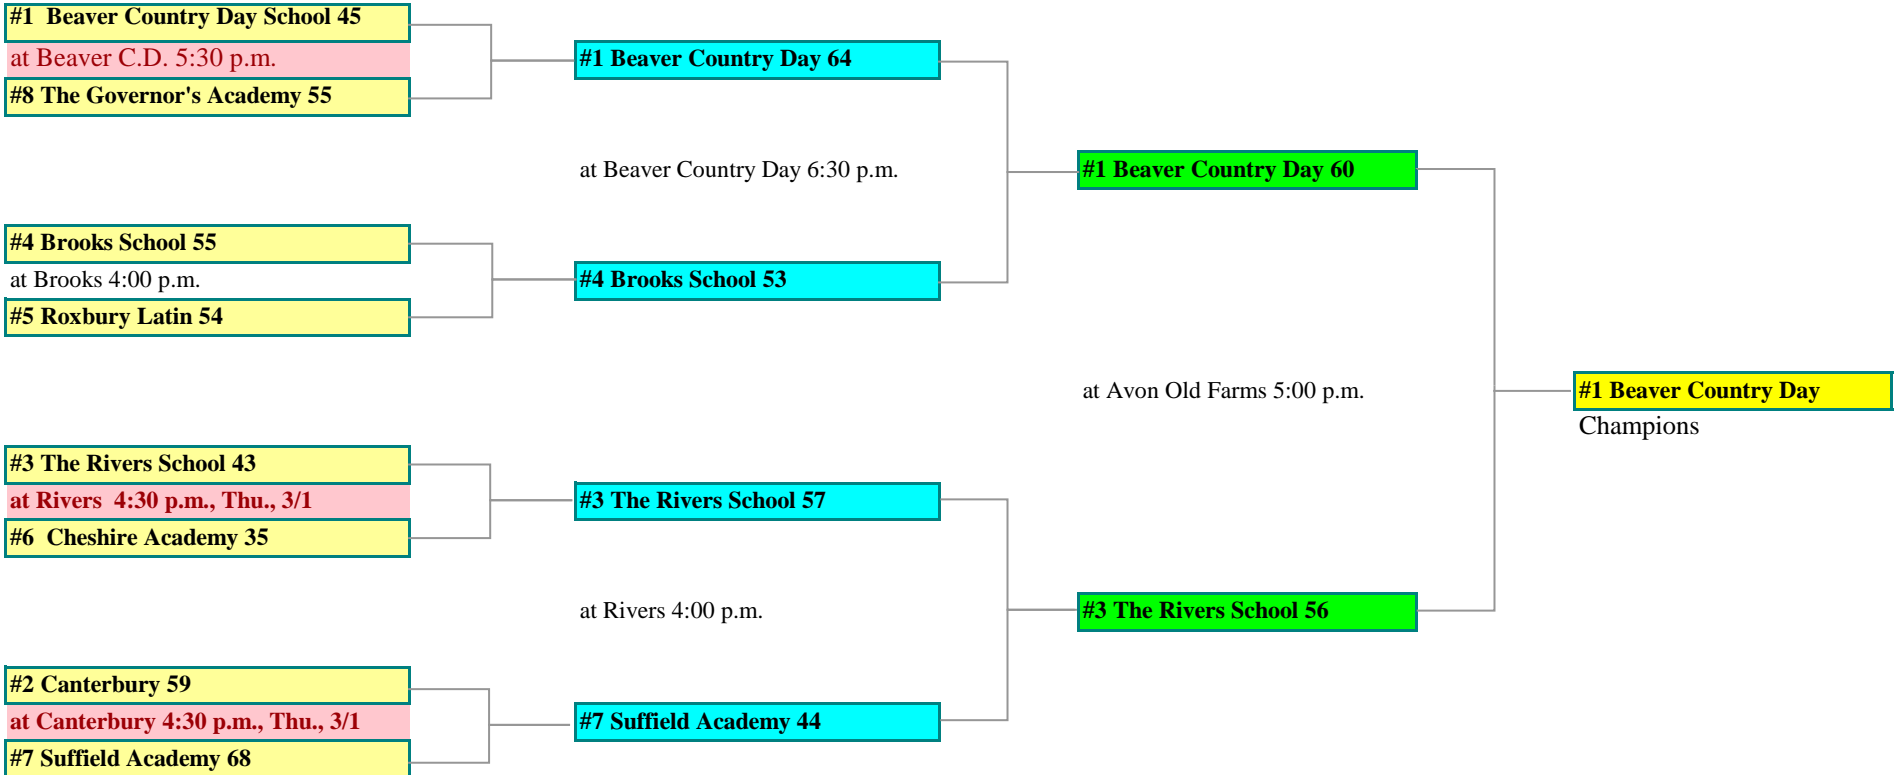 #1  Beaver Country Day School 45
at Beaver C.D. 5:30 p.m.
#8 The Governor's Academy 55
#4 Brooks School 55
at Brooks 4:00 p.m.
#5 Roxbury Latin 54
#3 The Rivers School 43
at Rivers  4:30 p.m., Thu., 3/1
#6  Cheshire Academy 35
#2 Canterbury 59
at Canterbury 4:30 p.m., Thu., 3/1
#7 Suffield Academy 68
#1 Beaver Country Day 64
at Beaver Country Day 6:30 p.m.
#4 Brooks School 53
#3 The Rivers School 57
at Rivers 4:00 p.m.
#7 Suffield Academy 44
#1 Beaver Country Day 60
at Avon Old Farms 5:00 p.m.
#3 The Rivers School 56
#1 Beaver Country Day
Champions